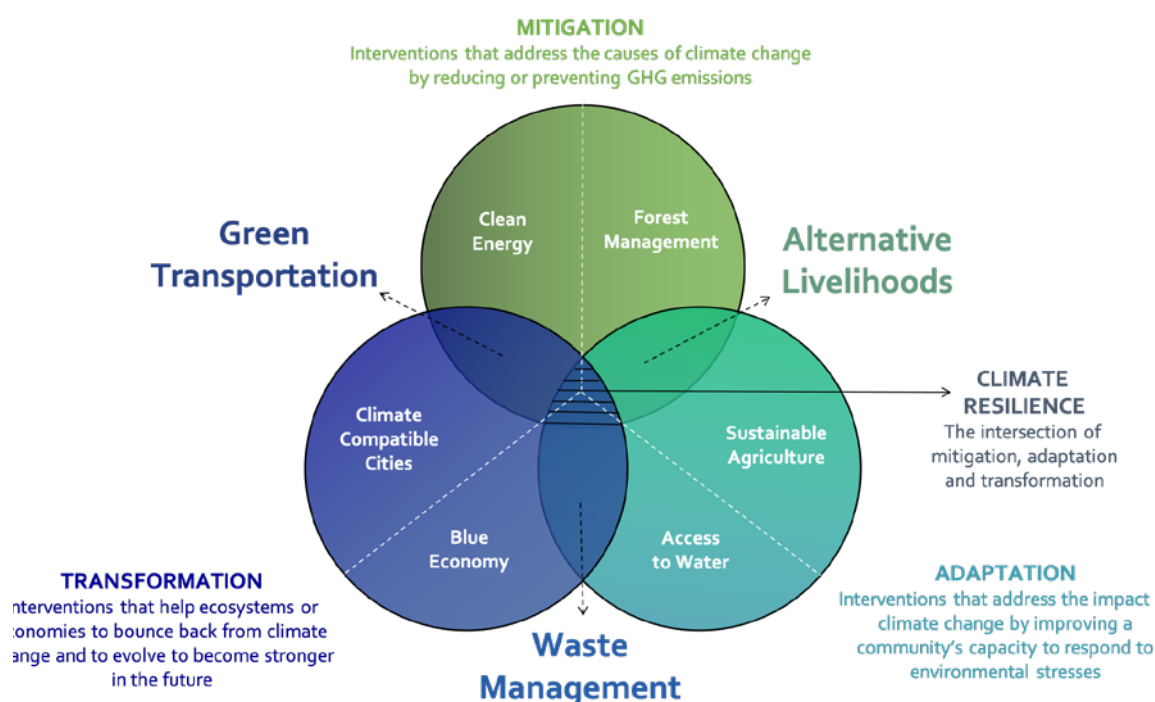 MITIGATION
Interventions that address the causes of climate change
by reducing or preventing GHG emissions
Clean
Energy
Forest
Management
Green
Transportation
Alternative
Livelihoods
Climate
Compatible
Cities
Sustainable
Agriculture
CLIMATE
RESILIENCE
The intersection of
mitigation, adaptation
and transformation
Blue
Economy
Access
to Water
TRANSFORMATION
nterventions that help ecosystems or
onomies to bounce back from climate
ange and to evolve to become stronger
in the future
ADAPTATION
Interventions that address the impact
climate change by improving a
community's capacity to respond to
environmental stresses
Waste
Management